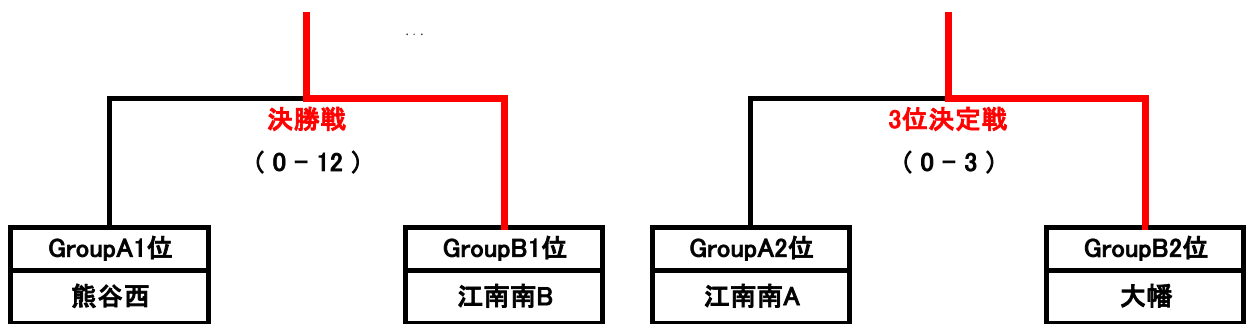 ...
決勝戦
3位決定戦
( 0 - 12 )
( 0 - 3 )
GroupA1位
GroupB1位
GroupA2位
GroupB2位
熊谷西
江南南B
江南南A
大幡